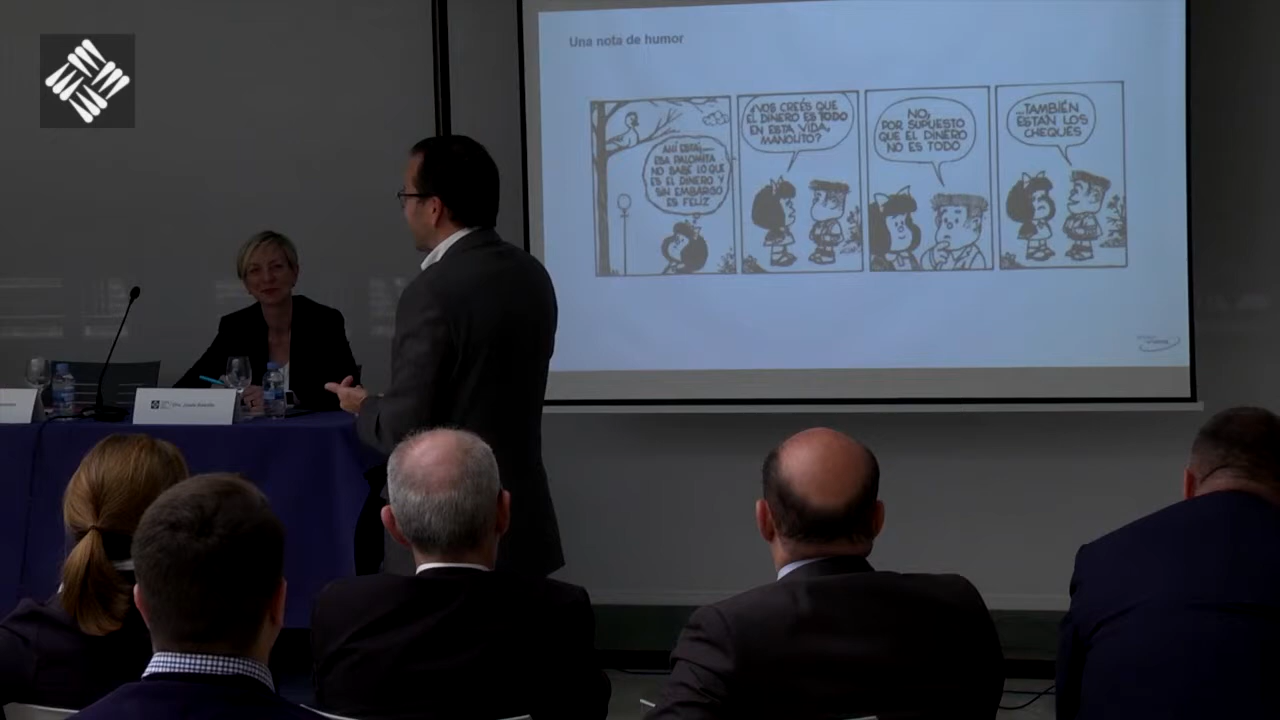 Una nota de humor
AHI ESTÁ,...
ESA PALOMITA
NO SABE LO QUE
ES EL DINERO Y
SIN EMBARGO
ES FELIZ
¿VOS CREÉS QUE
EL DINERO ES TODO
EN ESTA VIDA,
MANOLITO?
NO,
POR SUPUESTO
QUE EL DINERO
NO ES TODO
...TAMBIÉN
ESTÁN LOS
CHEQUES